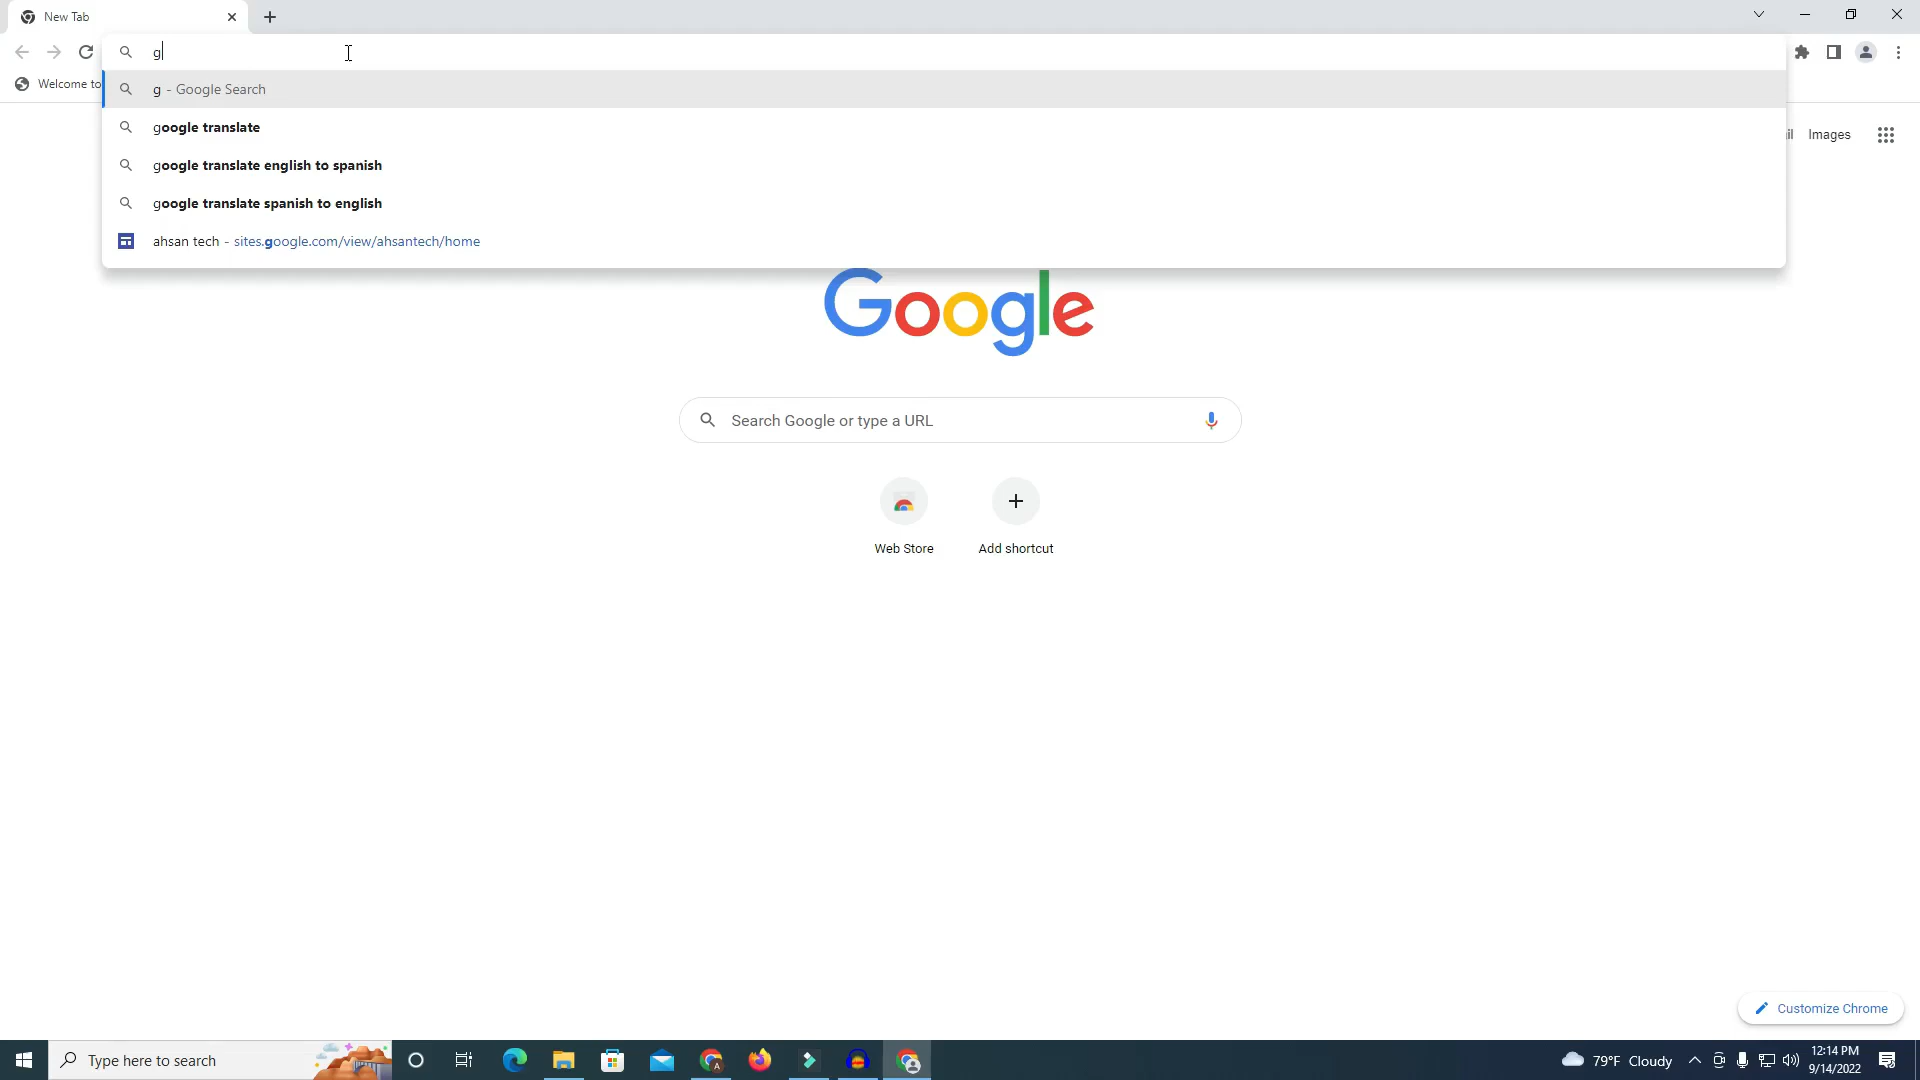 New Tab
g
Welcome to
g - Google Search
google translate
google translate english to spanish
google translate spanish to english
ahsan tech - sites.google.com/view/ahsantech/home
Images
Google
Search Google or type a URL
Web Store
Add shortcut
Customize Chrome
Type here to search
79°F Cloudy
12:14 PM
9/14/2022